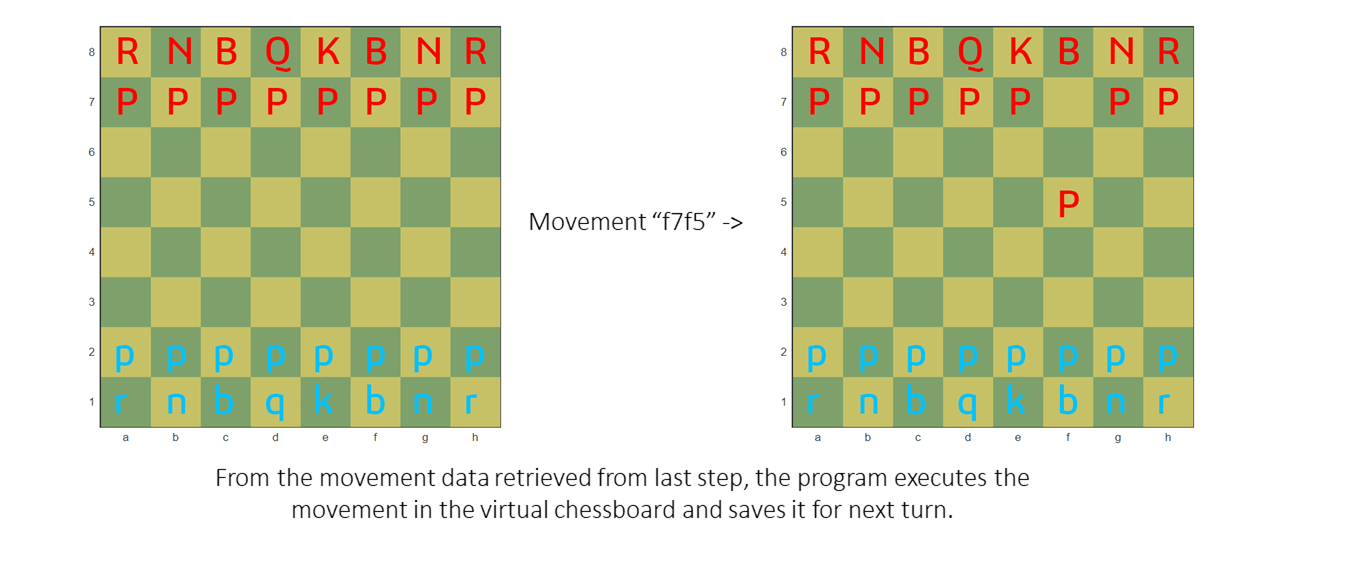 8 R N B Q K B N R
7 P P P P P P P P
6
5
4
3
2 p p p p p p p p
1 r n b q k b n r
a b c d e f g h
Movement “f7f5” ->
8 R N B Q K B N R
7 P P P P P P P
6
5 P
4
3
2 p p p p p p p p
1 r n b q k b n r
a b c d e f g h
From the movement data retrieved from last step, the program executes the
movement in the virtual chessboard and saves it for next turn.